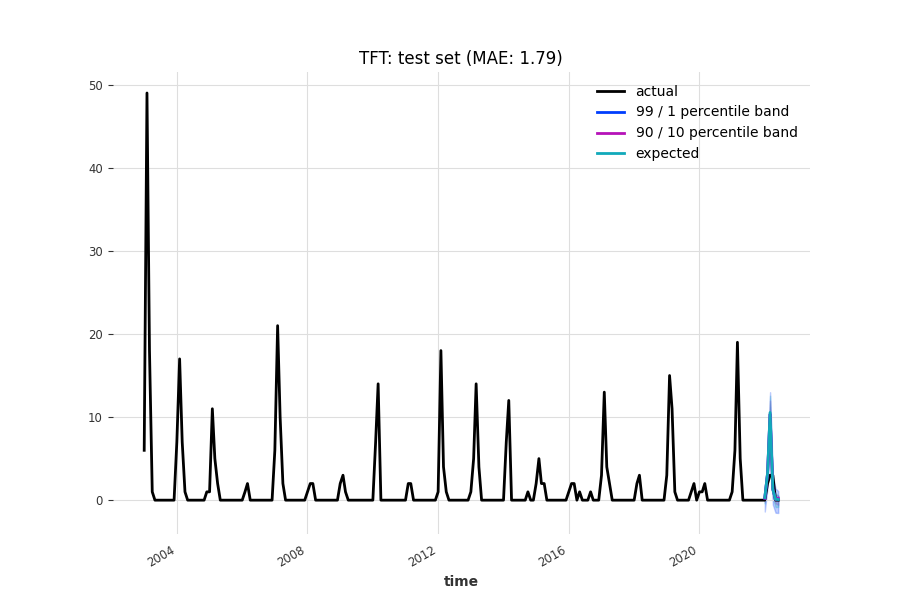 TFT: test set (MAE: 1.79)
actual
99 / 1 percentile band
90 / 10 percentile band
expected
50
40
30
20
10
0
2004
2008
2012
2016
2020
time